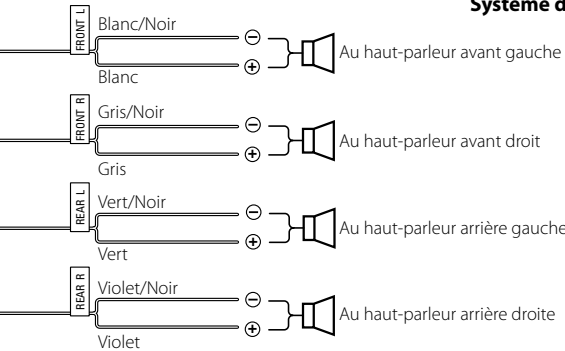 Système d
FRONT L
Blanc/Noir
⊖
Au haut-parleur avant gauche
⊕
Blanc
FRONT R
Gris/Noir
⊖
Au haut-parleur avant droit
⊕
Gris
REAR L
Vert/Noir
⊖
Au haut-parleur arrière gauche
⊕
Vert
REAR R
Violet/Noir
⊖
Au haut-parleur arrière droite
⊕
Violet